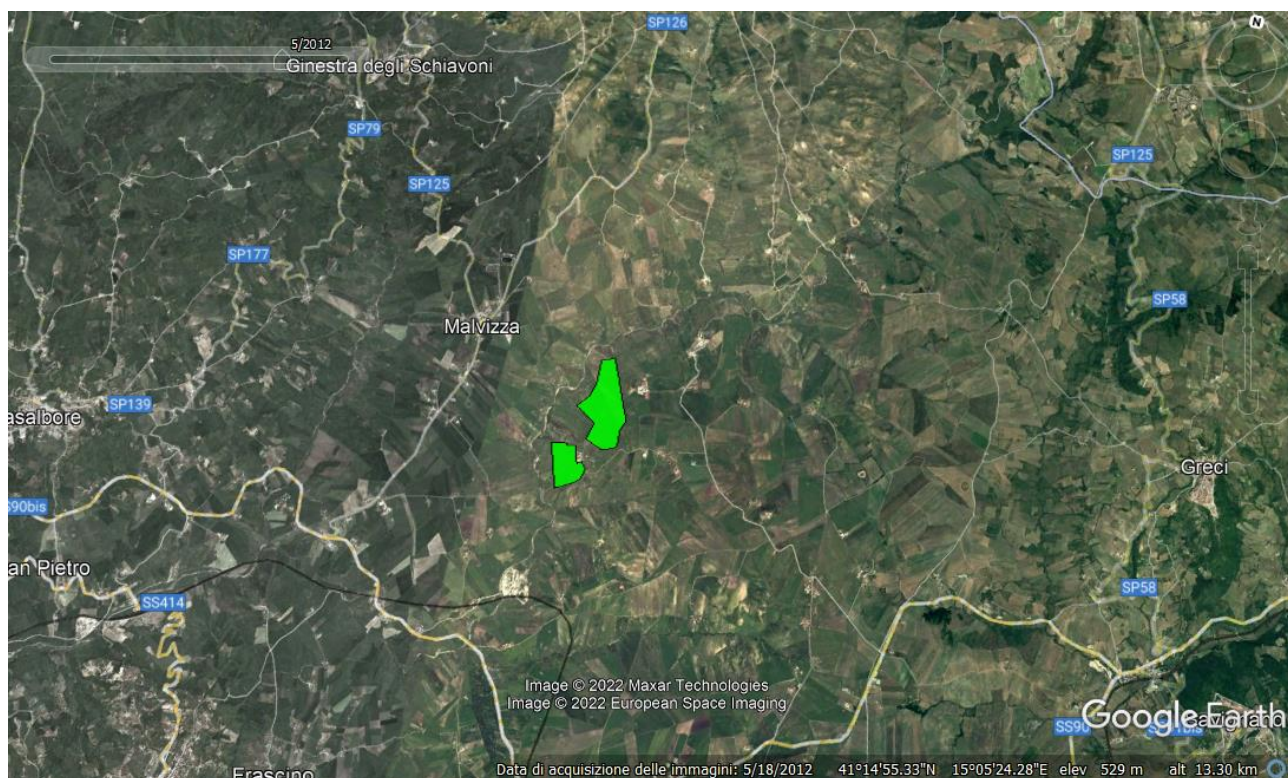 SP126
N
5/2012
Ginestra degli Schiavoni
SP79
SP125
SP125
SP177
SP58
Malvizza
SP139
asalbore
Greci
S90bis
an Pietro
SP58
SS414
Image © 2022 Maxar Technologies
Image © 2022 European Space Imaging
Google Earth
SS90
Frascino
Data di acquisizione delle immagini: 5/18/2012 41°14'55.33"N 15°05'24.28"E elev 529 m alt 13.30 km